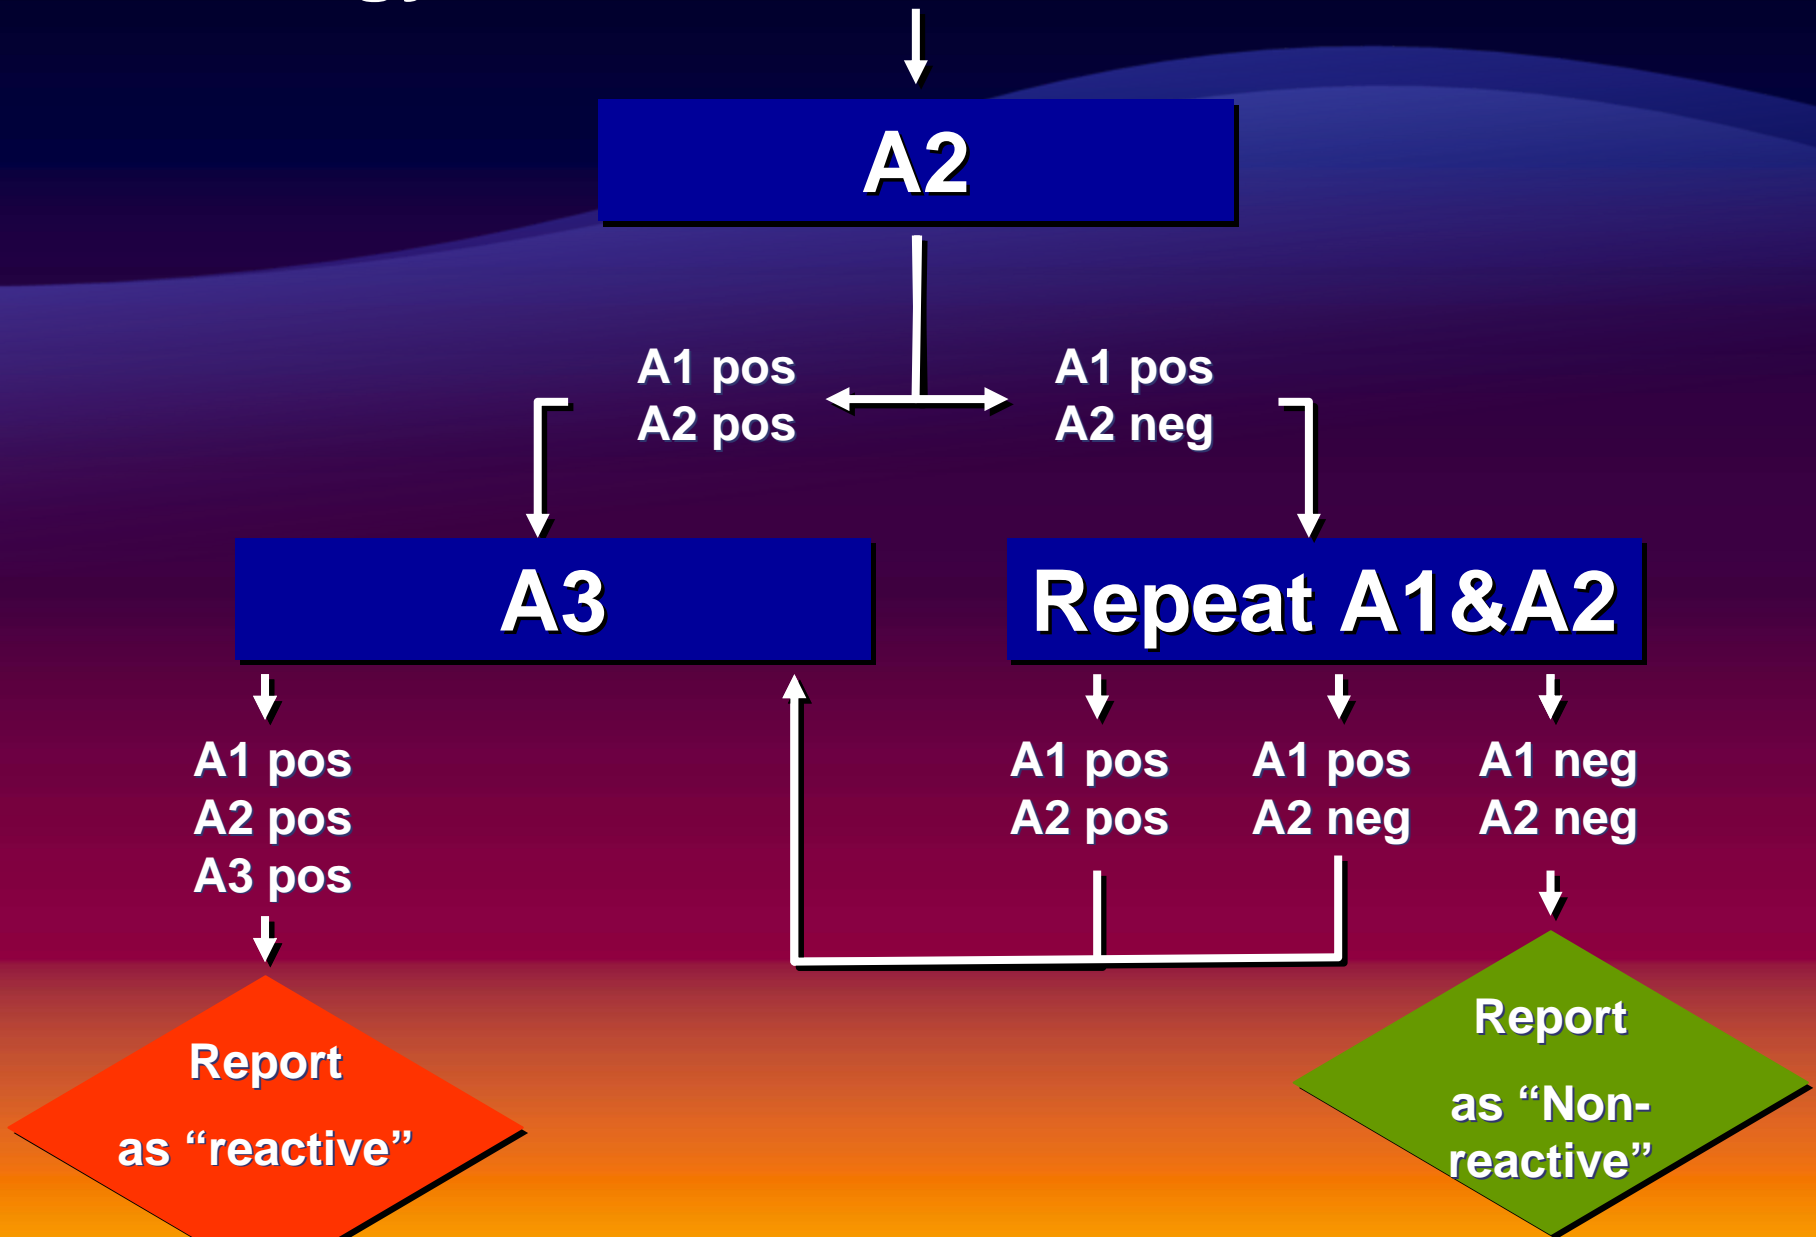 A2
A1 pos
A2 pos
A1 pos
A2 neg
A3
Repeat A1&A2
A1 pos
A2 pos
A3 pos
A1 pos
A2 pos
A1 pos
A2 neg
A1 neg
A2 neg
Report
as “reactive”
Report
as “Non-
reactive”